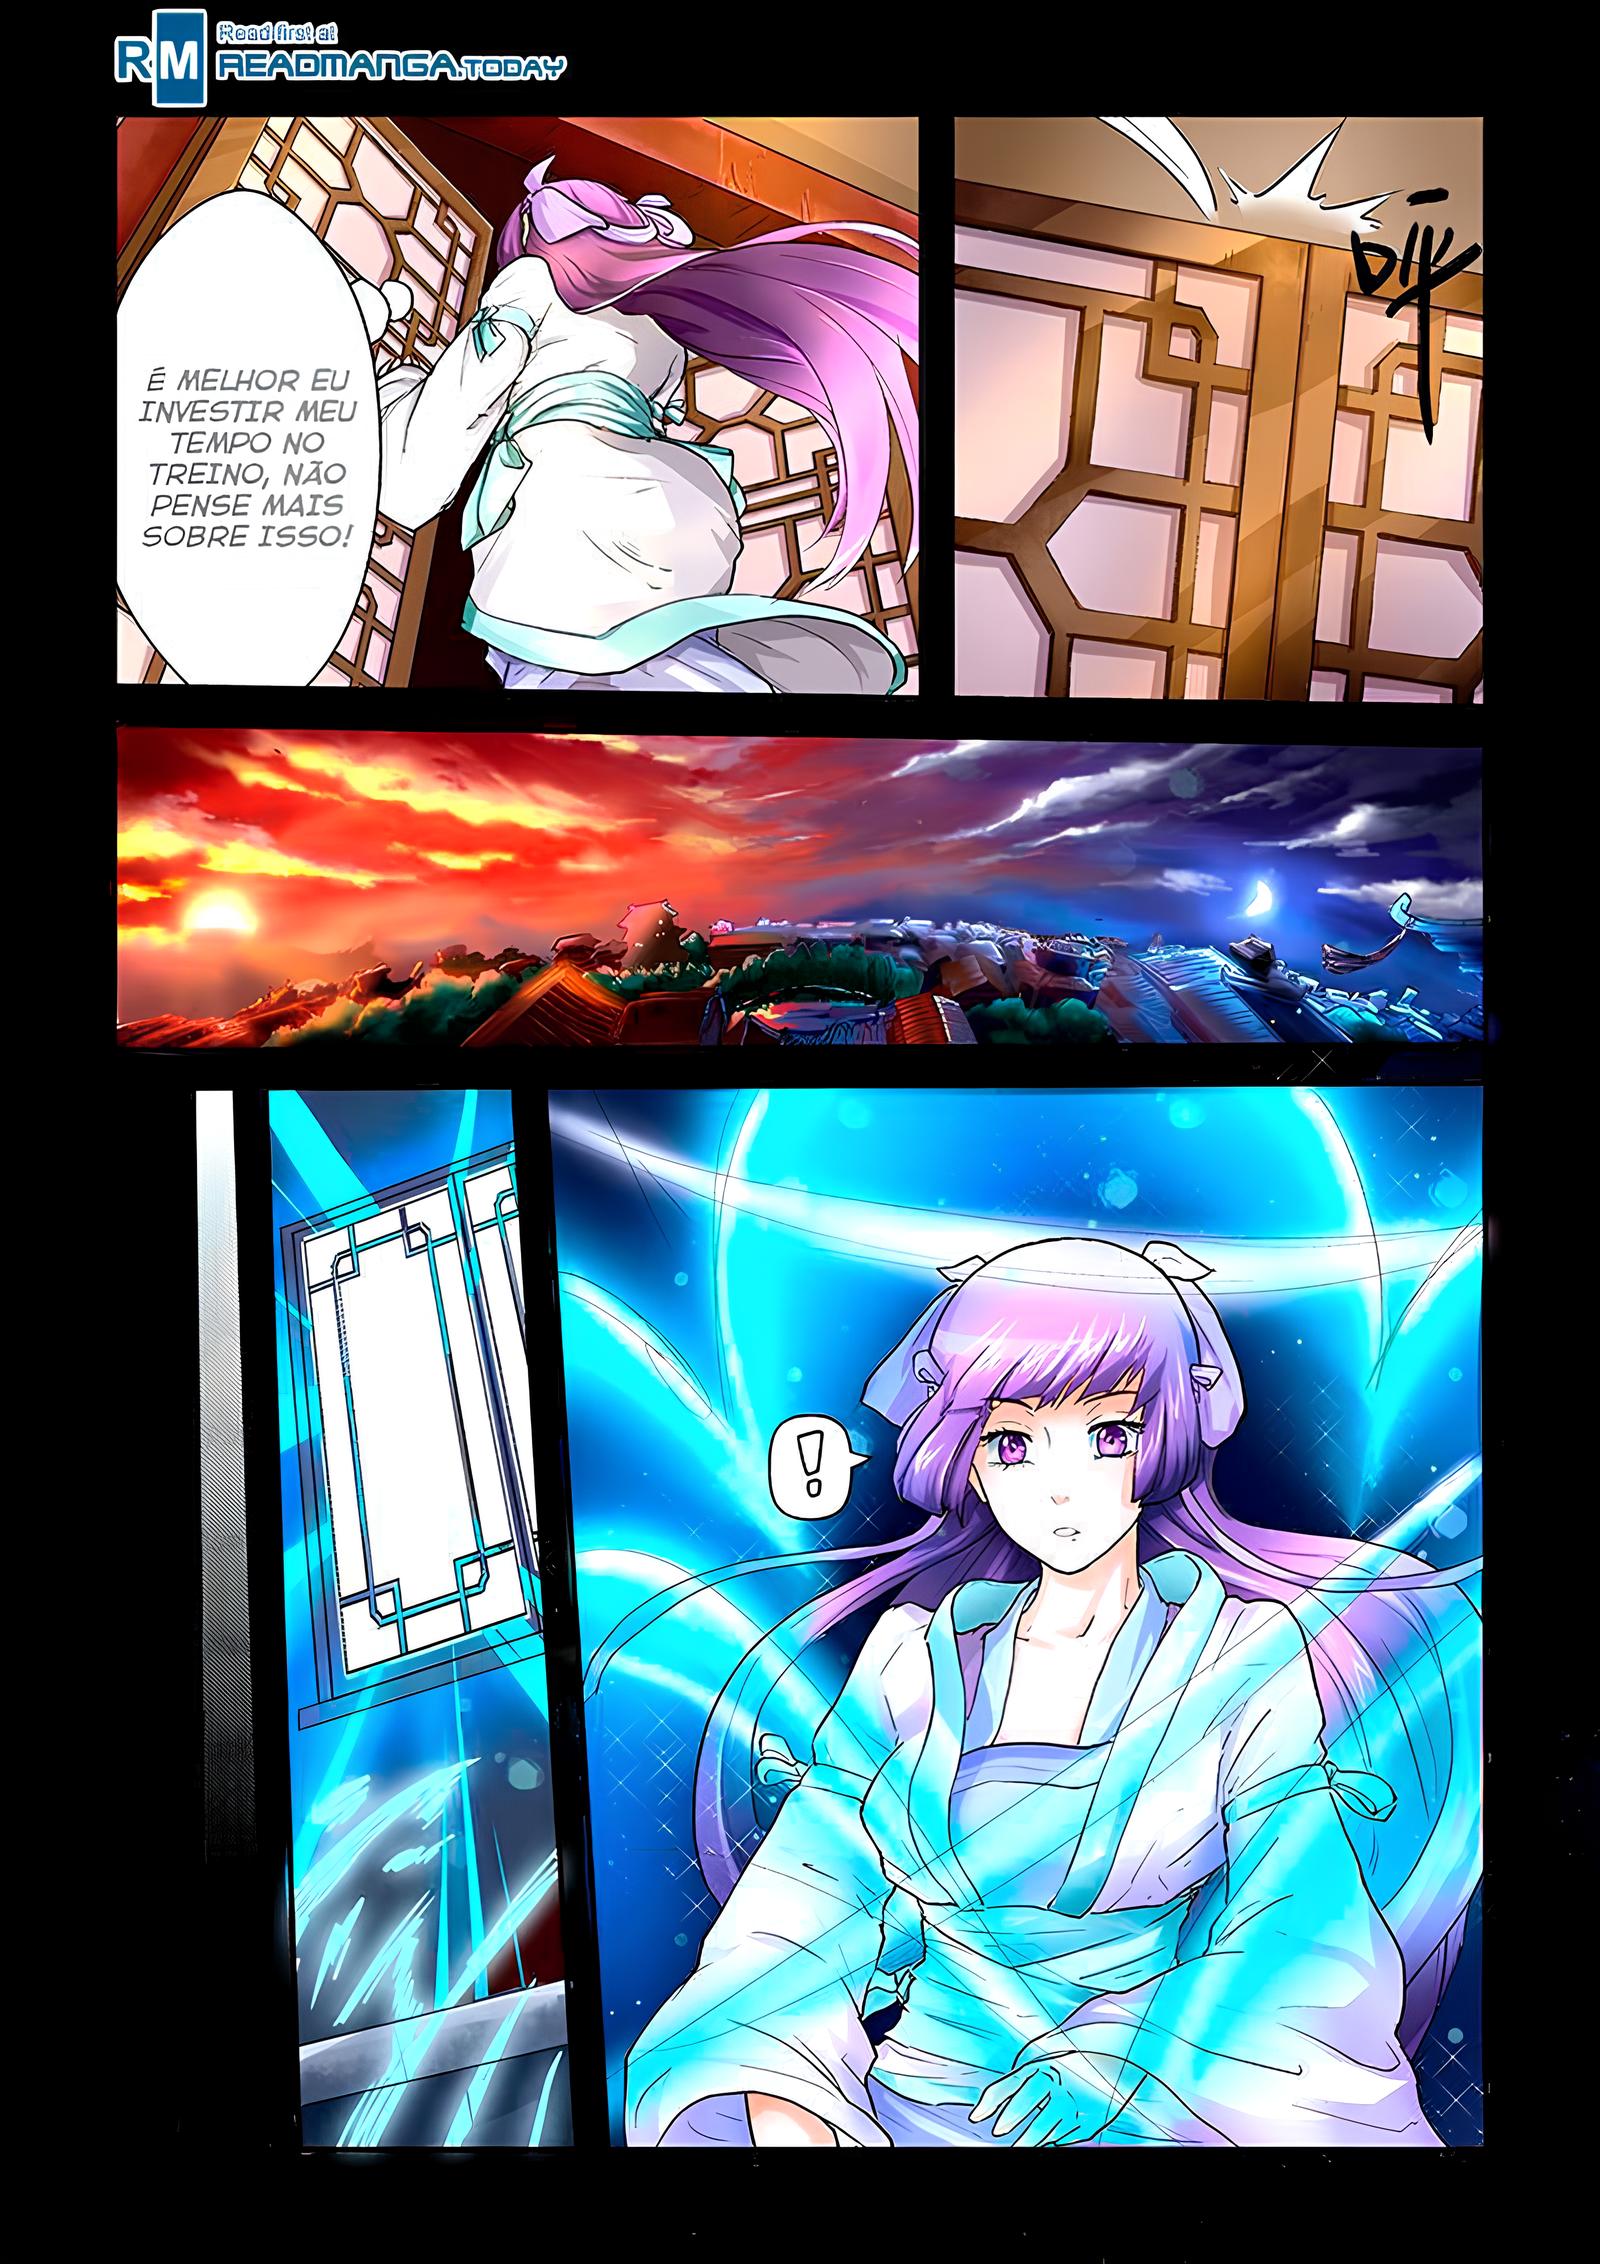 RM
Read first at
READMANGA.TODAY
É MELHOR EU
INVESTIR MEU
TEMPO NO
TREINO, NÃO
PENSE MAIS
SOBRE ISSO!
!